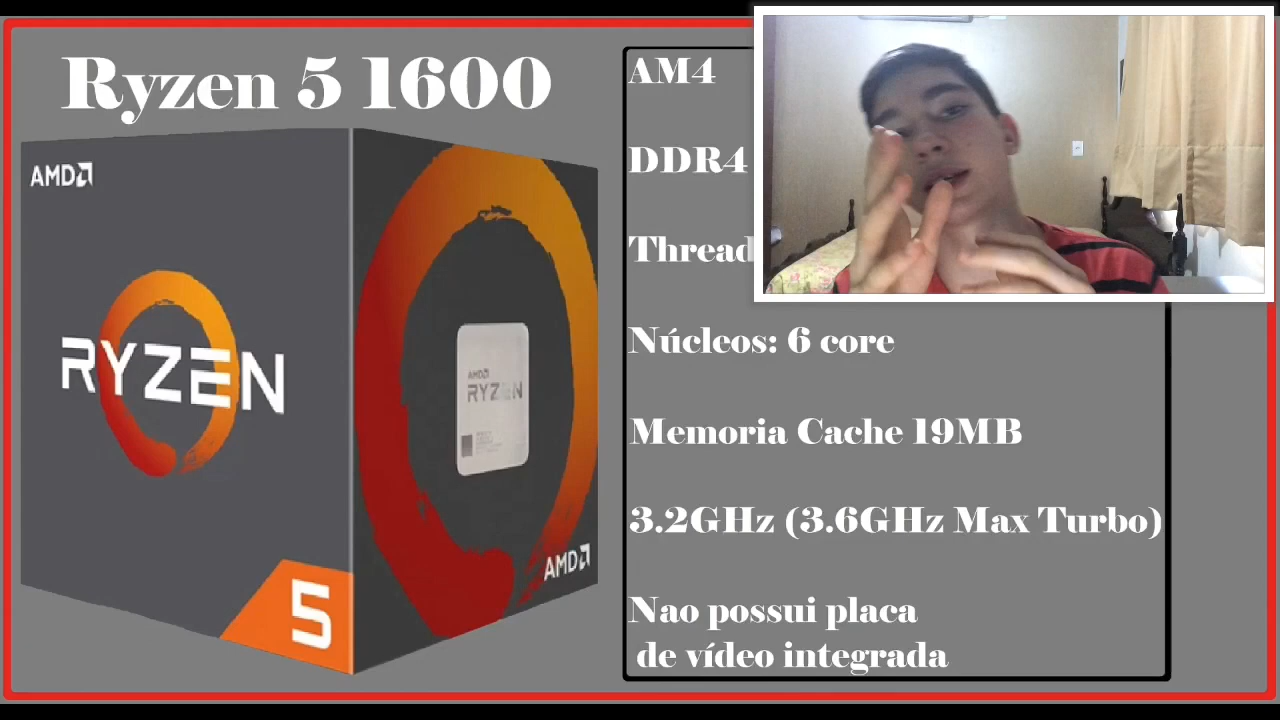 Ryzen 5 1600
AMD
RYZEN
5
AMD
RYZEN
AMD
AM4
DDR4
Thread
Núcleos: 6 core
Memoria Cache 19MB
3.2GHz (3.6GHz Max Turbo)
Nao possui placa
de vídeo integrada